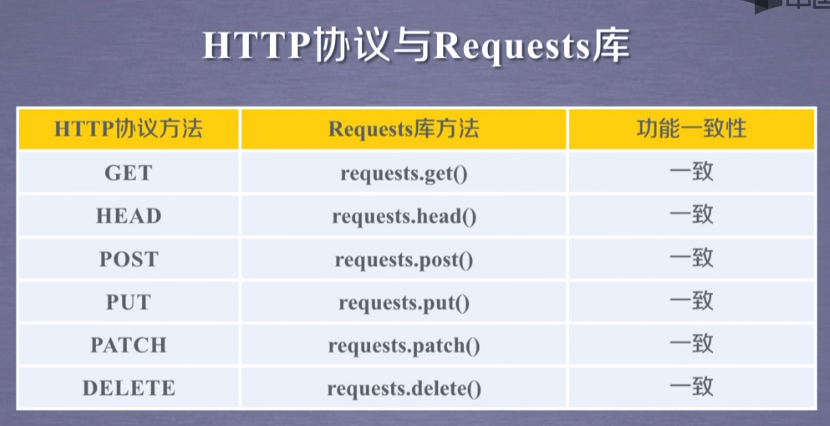 中国
HTTP协议与Requests库
HTTP协议方法 Requests库方法 功能一致性
GET requests.get() 一致
HEAD requests.head() 一致
POST requests.post() 一致
PUT requests.put() 一致
PATCH requests.patch() 一致
DELETE requests.delete() 一致